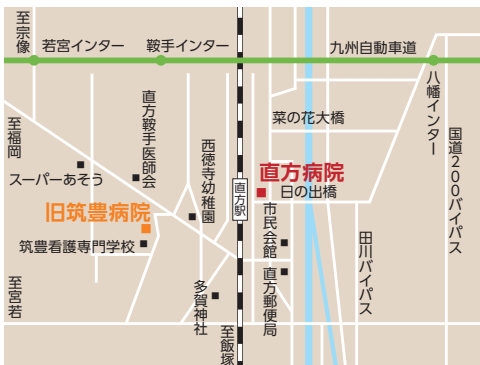 至宗像
若宮インター
鞍手インター
九州自動車道
八幡インター
国道200バイパス
菜の花大橋
至福岡
直方鞍手医師会
西徳寺幼稚園
スーパーあそう
直方病院
日の出橋
直方駅
旧筑豊病院
市民会館
筑豊看護専門学校
田川バイパス
至宮若
多賀神社
直方郵便局
至飯塚